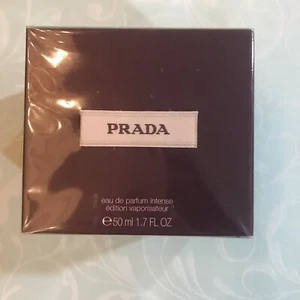 PRADA
eau de parfum intense
édition vaporisateur
℮50 ml 1.7 FL OZ